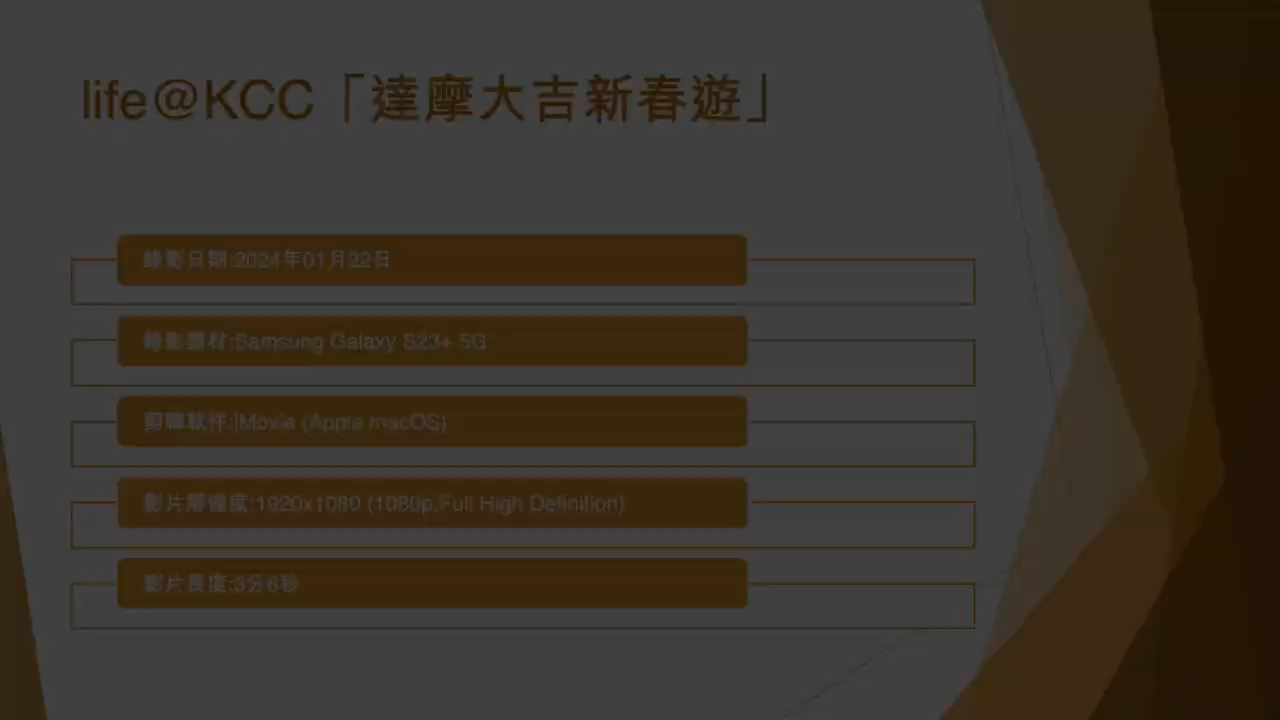 life@KCC「達摩大吉新春遊」
錄影日期:2024年01月22日
錄影器材:Samsung Galaxy S23+ 5G
剪輯軟件:iMovie (Apple macOS)
影片解像度:1920x1080 (1080p,Full High Definition)
影片長度:3分6秒